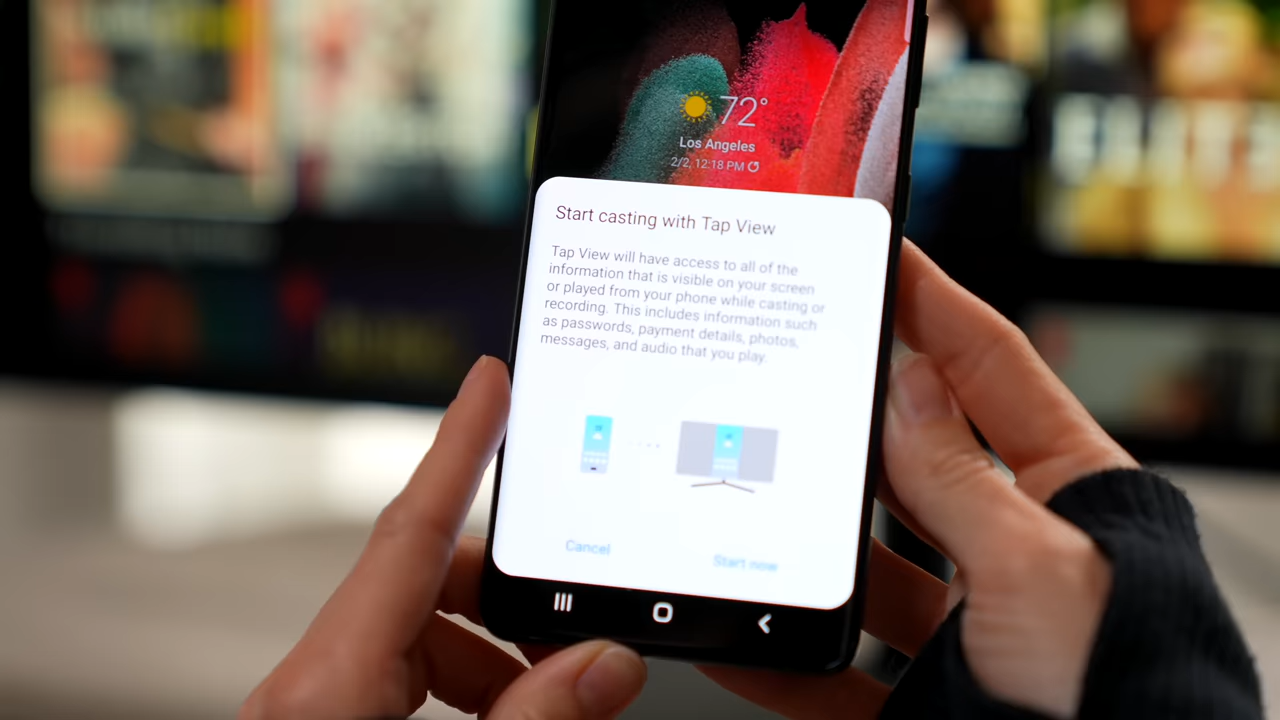 72°
Los Angeles
2/2, 12:18 PM
Start casting with Tap View
Tap View will have access to all of the
information that is visible on your screen
or played from your phone while casting or
recording. This includes information such
as passwords, payment details, photos,
messages, and audio that you play.
Cancel
Start now